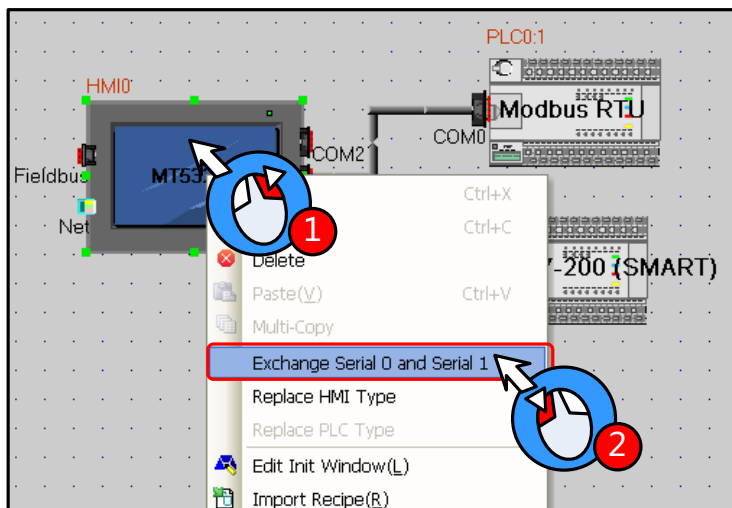 PLC0:1
HMI0
Modbus RTU
COM0
COM2
Fieldbus
MT53
Net
1
Ctrl+X
Ctrl+C
Delete
-200 (SMART)
Paste(V) Ctrl+V
Multi-Copy
Exchange Serial 0 and Serial 1
Replace HMI Type
2
Replace PLC Type
Edit Init Window(L)
Import Recipe(R)